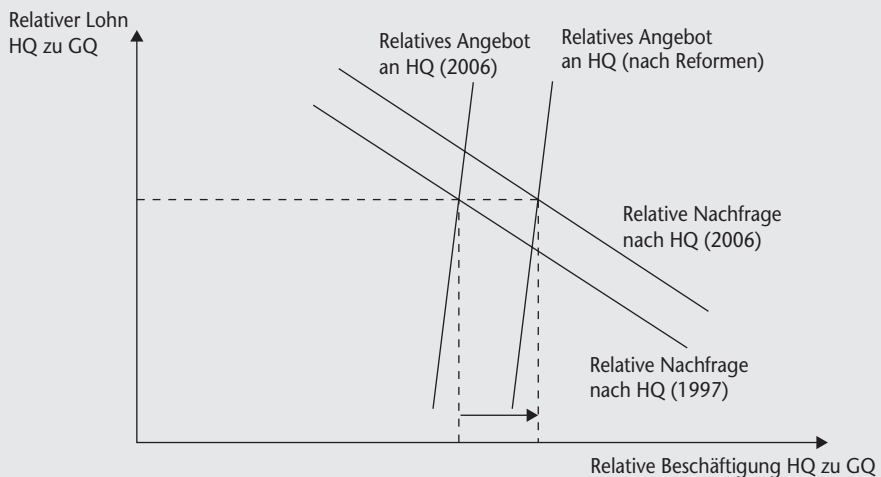 Relativer Lohn
HQ zu GQ
Relatives Angebot
an HQ (2006)
Relatives Angebot
an HQ (nach Reformen)
Relative Nachfrage
nach HQ (2006)
Relative Nachfrage
nach HQ (1997)
Relative Beschäftigung HQ zu GQ